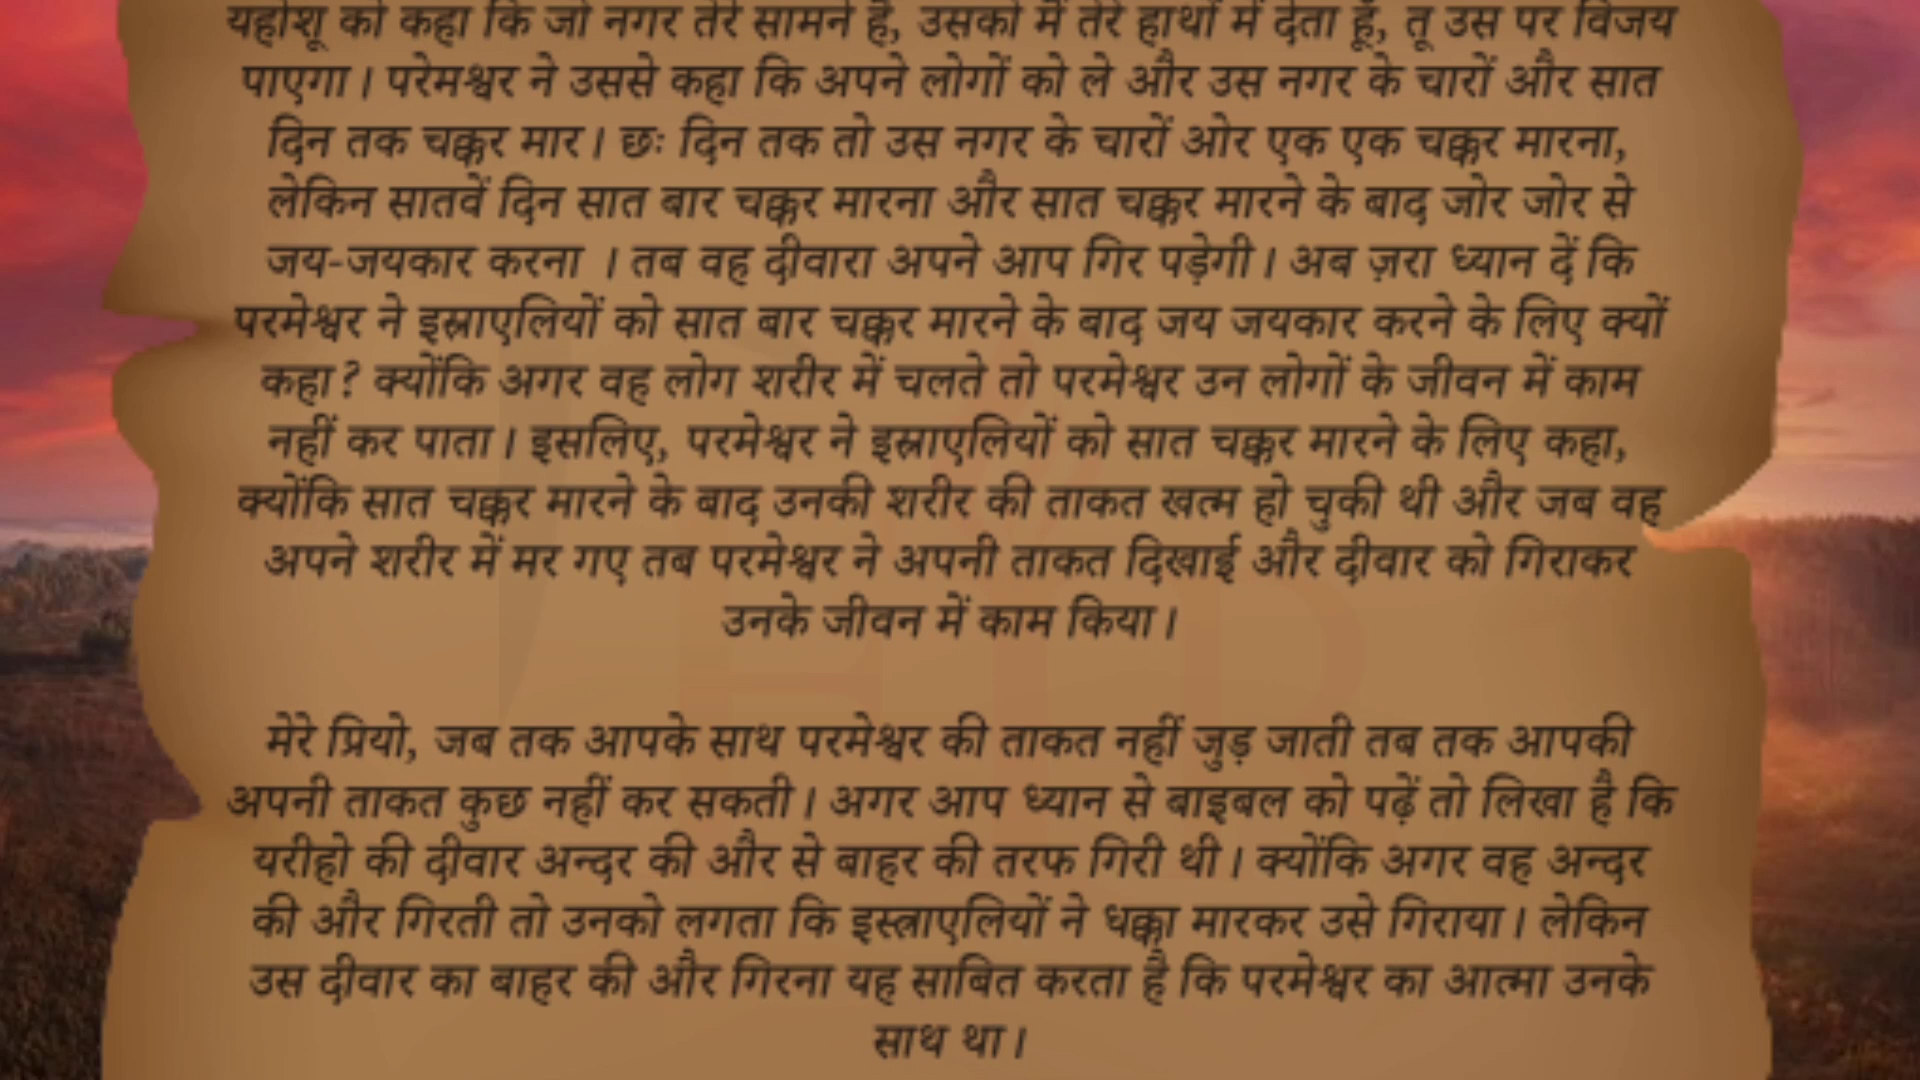 यहोशू को कहा कि जो नगर तेरे सामने है, उसको मैं तेरे हाथों में देता हूँ, तू उस पर विजय
पाएगा। परेमश्वर ने उससे कहा कि अपने लोगों को ले और उस नगर के चारों और सात
दिन तक चक्कर मार। छः दिन तक तो उस नगर के चारों ओर एक एक चक्कर मारना,
लेकिन सातवें दिन सात बार चक्कर मारना और सात चक्कर मारने के बाद जोर जोर से
जय-जयकार करना । तब वह दीवारा अपने आप गिर पड़ेगी। अब ज़रा ध्यान दें कि
परमेश्वर ने इस्राएलियों को सात बार चक्कर मारने के बाद जय जयकार करने के लिए क्यों
कहा? क्योंकि अगर वह लोग शरीर में चलते तो परमेश्वर उन लोगों के जीवन में काम
नहीं कर पाता। इसलिए, परमेश्वर ने इस्राएलियों को सात चक्कर मारने के लिए कहा,
क्योंकि सात चक्कर मारने के बाद उनकी शरीर की ताकत खत्म हो चुकी थी और जब वह
अपने शरीर में मर गए तब परमेश्वर ने अपनी ताकत दिखाई और दीवार को गिराकर
उनके जीवन में काम किया।
मेरे प्रियो, जब तक आपके साथ परमेश्वर की ताकत नहीं जुड़ जाती तब तक आपकी
अपनी ताकत कुछ नहीं कर सकती। अगर आप ध्यान से बाइबल को पढ़ें तो लिखा है कि
यरीहो की दीवार अन्दर की और से बाहर की तरफ गिरी थी। क्योंकि अगर वह अन्दर
की और गिरती तो उनको लगता कि इस्त्राएलियों ने धक्का मारकर उसे गिराया। लेकिन
उस दीवार का बाहर की और गिरना यह साबित करता है कि परमेश्वर का आत्मा उनके
साथ था।